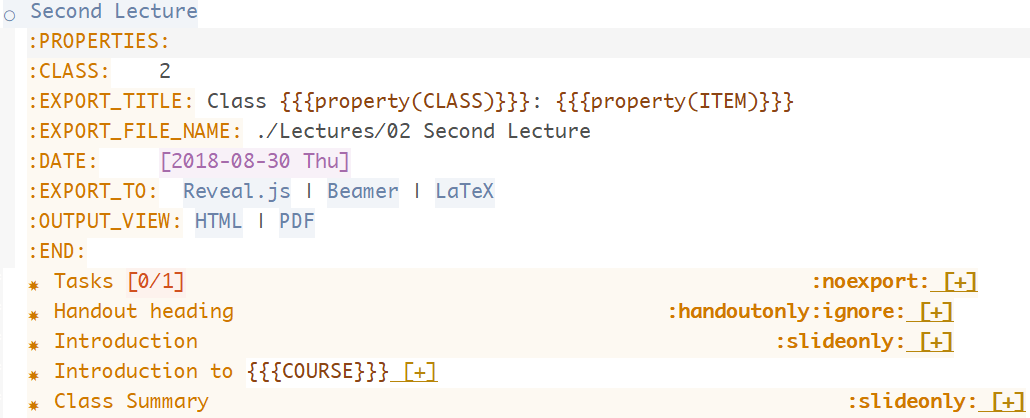 Second Lecture
:PROPERTIES:
:CLASS: 2
:EXPORT_TITLE: Class {{{property(CLASS)}}}: {{{property(ITEM)}}}
:EXPORT_FILE_NAME: ./Lectures/02 Second Lecture
:DATE: [2018-08-30 Thu]
:EXPORT_TO: Reveal.js | Beamer | LaTeX
:OUTPUT_VIEW: HTML | PDF
:END:
Tasks [0/1] :noexport: [+]
Handout heading :handoutonly:ignore: [+]
Introduction :slideonly: [+]
Introduction to {{{COURSE}}} [+]
Class Summary :slideonly: [+]